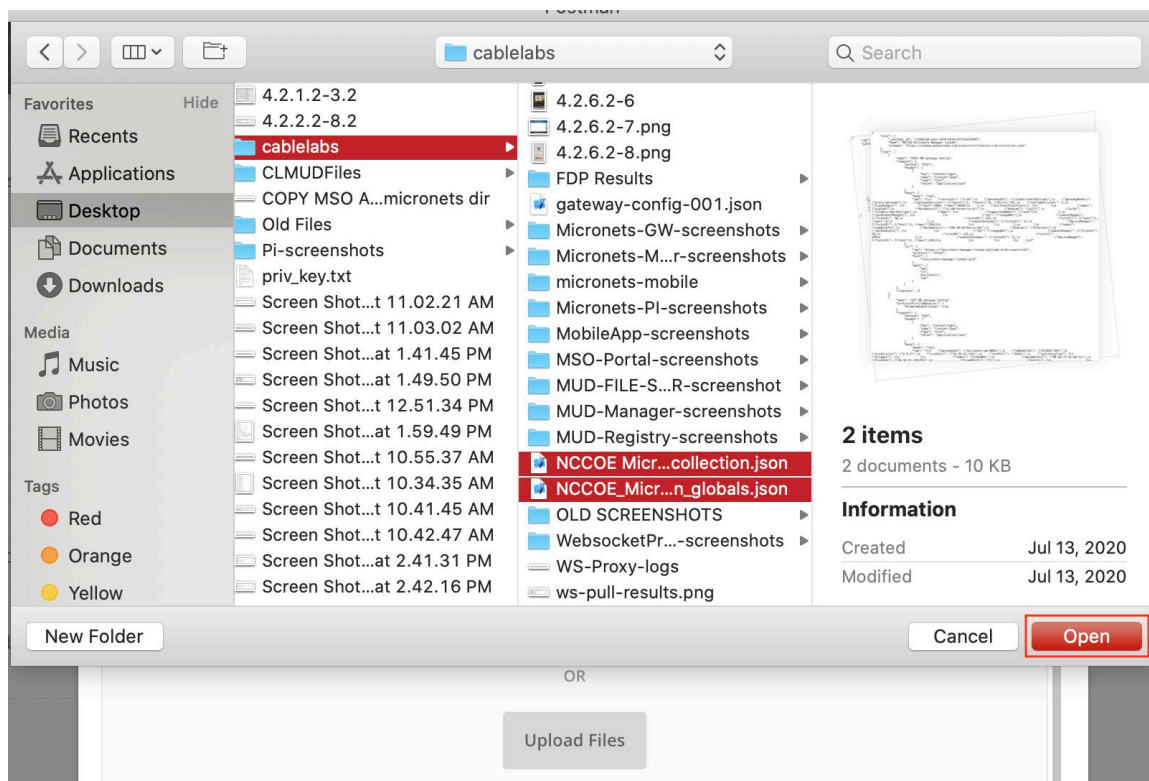 Postman
cablelabs
Search
Favorites Hide
Recents
Applications
Desktop
Documents
Downloads
Media
Music
Photos
Movies
Tags
Red
Orange
Yellow
4.2.1.2-3.2
4.2.2.2-8.2
cablelabs
CLMUDFiles
COPY MSO A...micronets dir
Old Files
Pi-screenshots
priv_key.txt
Screen Shot...t 11.02.21 AM
Screen Shot...t 11.03.02 AM
Screen Shot...at 1.41.45 PM
Screen Shot...at 1.49.50 PM
Screen Shot...t 12.51.34 PM
Screen Shot...at 1.59.49 PM
Screen Shot...t 10.55.37 AM
Screen Shot...t 10.34.35 AM
Screen Shot...t 10.41.45 AM
Screen Shot...t 10.42.47 AM
Screen Shot...at 2.41.31 PM
Screen Shot...at 2.42.16 PM
4.2.6.2-6
4.2.6.2-7.png
4.2.6.2-8.png
FDP Results
gateway-config-001.json
Micronets-GW-screenshots
Micronets-M...r-screenshots
micronets-mobile
Micronets-PI-screenshots
MobileApp-screenshots
MSO-Portal-screenshots
MUD-FILE-S...R-screenshot
MUD-Manager-screenshots
MUD-Registry-screenshots
NCCOE Micr...collection.json
NCCOE_Micr...n_globals.json
OLD SCREENSHOTS
WebsocketPr...-screenshots
WS-Proxy-logs
ws-pull-results.png
2 items
2 documents - 10 KB
Information
Created Jul 13, 2020
Modified Jul 13, 2020
New Folder
Cancel
Open
OR
Upload Files